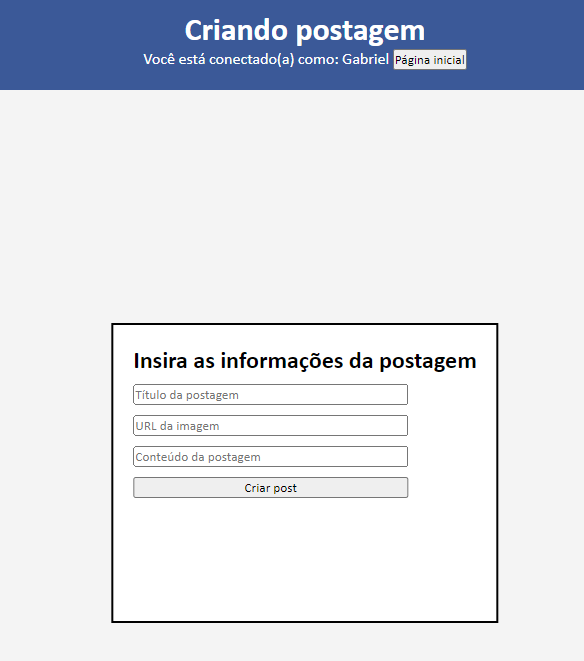 Criando postagem
Você está conectado(a) como: Gabriel Página inicial
Insira as informações da postagem
Título da postagem
URL da imagem
Conteúdo da postagem
Criar post